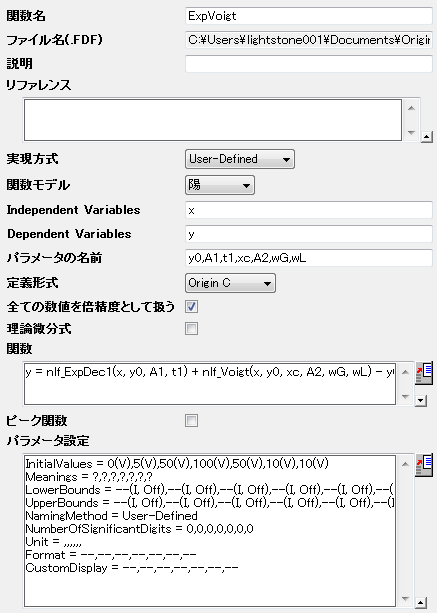 関数名 ExpVoigt
ファイル名(.FDF) C:¥Users¥lightstone001¥Documents¥Origin
説明
リファレンス
実現方式 User-Defined
関数モデル 陽
Independent Variables x
Dependent Variables y
パラメータの名前 y0,A1,t1,xc,A2,wG,wL
定義形式 Origin C
全ての数値を倍精度として扱う
理論微分式
関数
y = nlf_ExpDec1(x, y0, A1, t1) + nlf_Voigt(x, y0, xc, A2, wG, wL) - y0
ピーク関数
パラメータ設定
InitialValues = 0(V),5(V),50(V),100(V),50(V),10(V),10(V)
Meanings = ?,?,?,?,?,?,?
LowerBounds = --(I, Off),--(I, Off),--(I, Off),--(I, Off),--(I, Off),--(
UpperBounds = --(I, Off),--(I, Off),--(I, Off),--(I, Off),--(I, Off),--(I
NamingMethod = User-Defined
NumberOfSignificantDigits = 0,0,0,0,0,0,0
Unit = ,,,,,,
Format = --,--,--,--,--,--,--
CustomDisplay = --,--,--,--,--,--,--